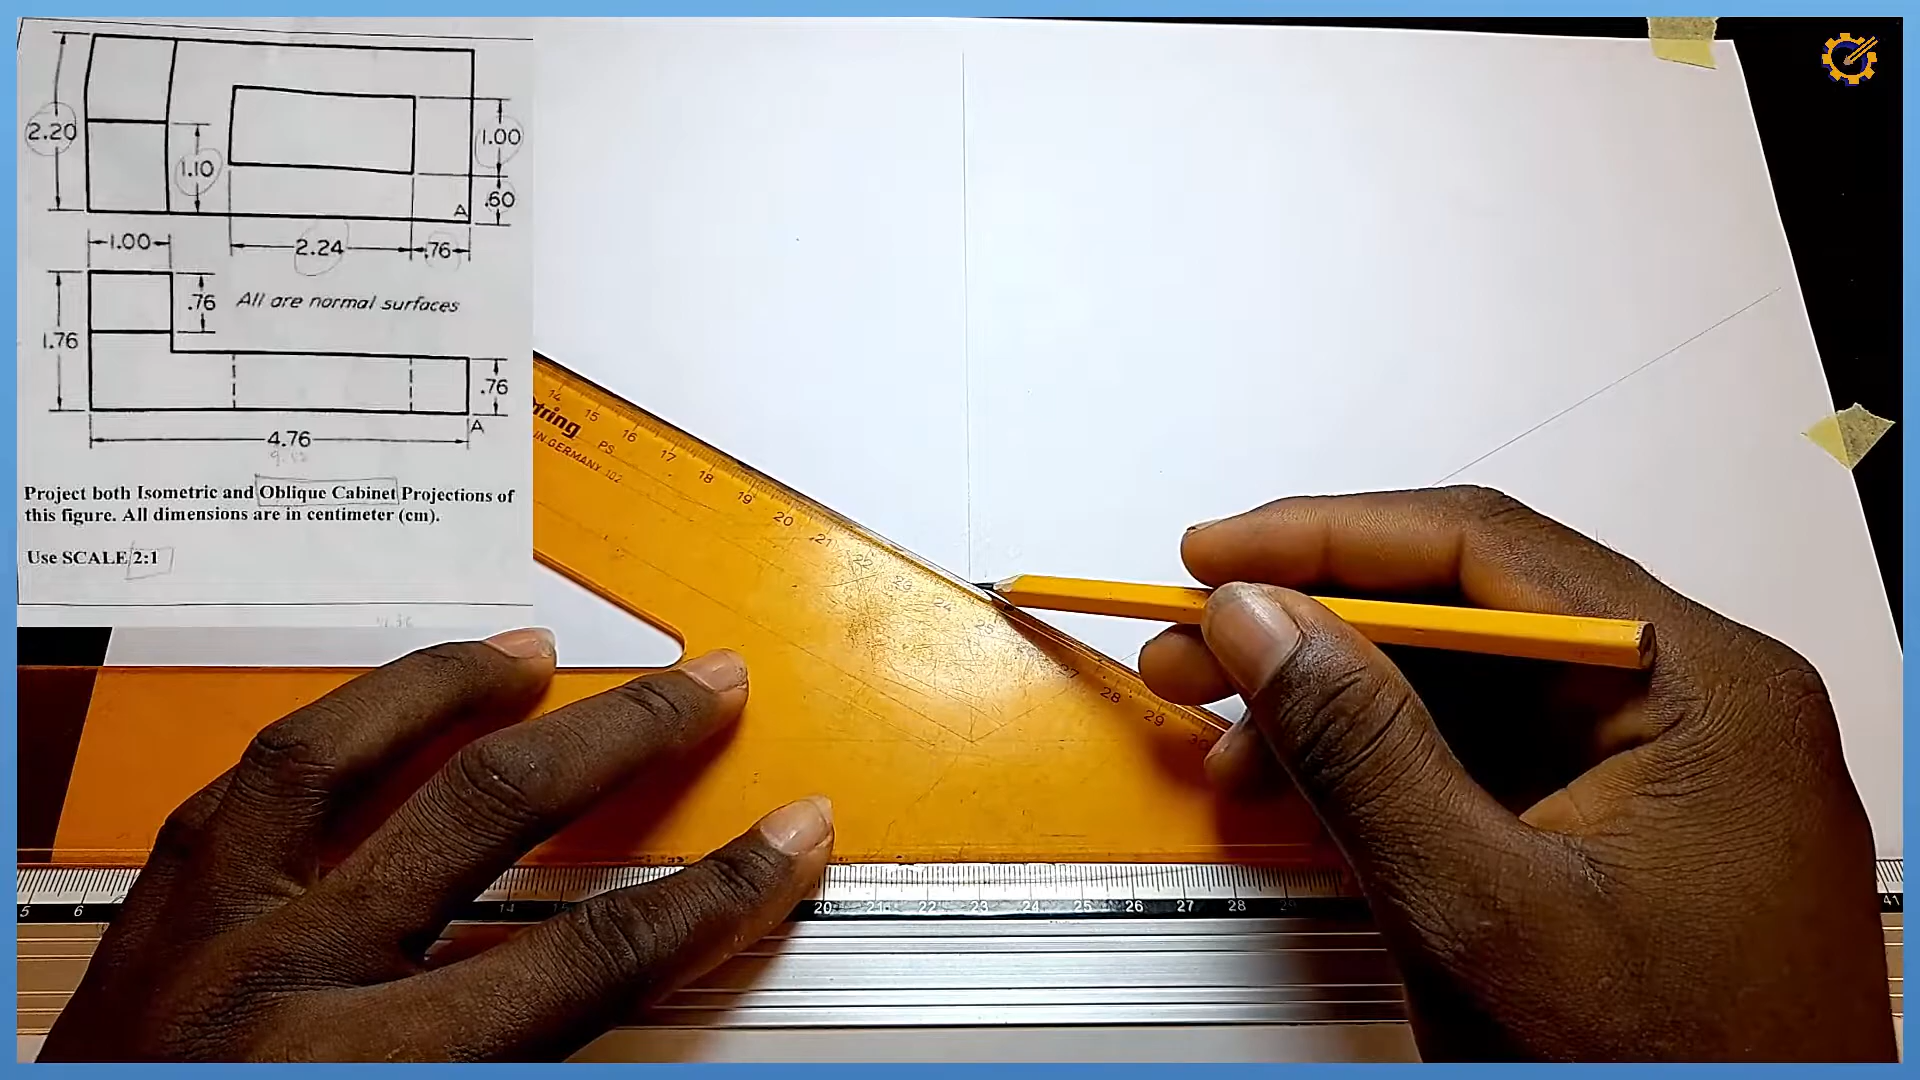 2.20
1.10
1.00
.60
A
1.00
2.24
.76
.76
All are normal surfaces
1.76
.76
A
4.76
Project both Isometric and Oblique Cabinet Projections of
this figure. All dimensions are in centimeter (cm).
Use SCALE 2:1
14 15 16 17 18 19 20 21 22 23 24 25 27 28 29 30
tring PS
IN GERMANY 102
5 6 14 20 21 22 23 24 25 26 27 28 29 41